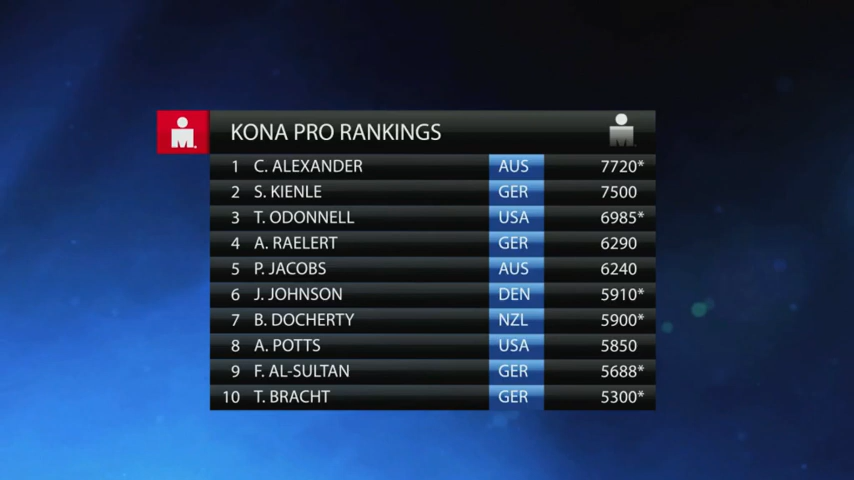 KONA PRO RANKINGS
1 C. ALEXANDER AUS 7720*
2 S. KIENLE GER 7500
3 T. ODONNELL USA 6985*
4 A. RAELERT GER 6290
5 P. JACOBS AUS 6240
6 J. JOHNSON DEN 5910*
7 B. DOCHERTY NZL 5900*
8 A. POTTS USA 5850
9 F. AL-SULTAN GER 5688*
10 T. BRACHT GER 5300*